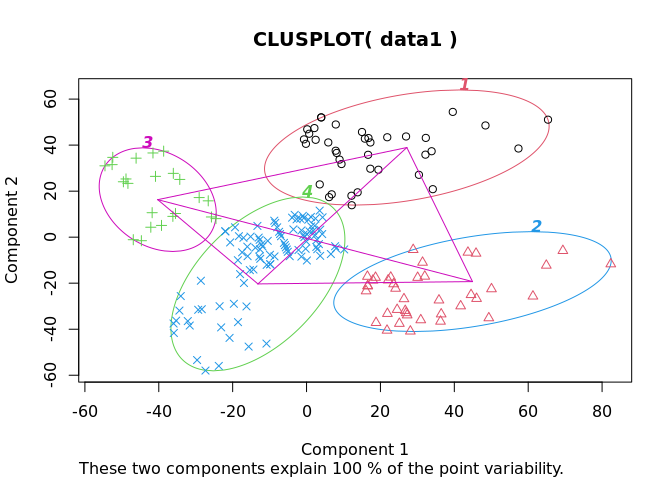 CLUSPLOT( data1 )
Component 2
60
40
20
0
-20
-40
-60
1
3
4
2
-60 -40 -20 0 20 40 60 80
Component 1
These two components explain 100 % of the point variability.